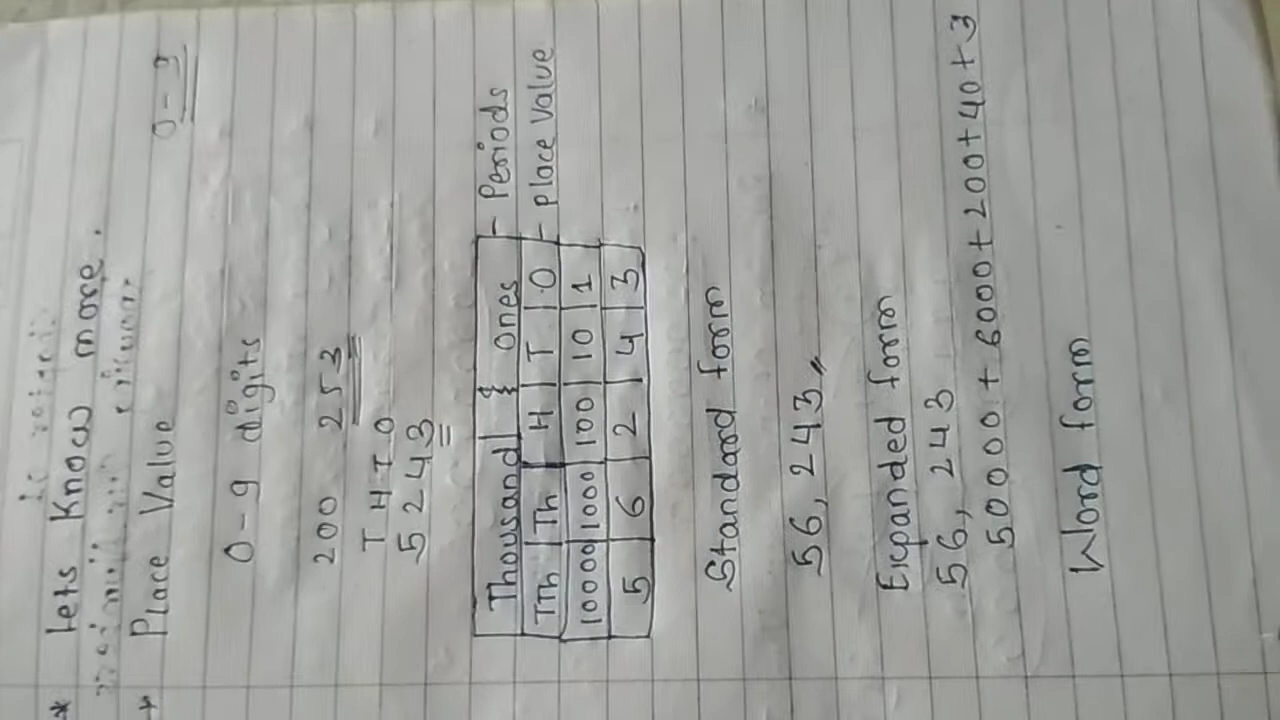 * lets Know more.
* Place Value 0-9
0-9 digits
200 253
T H T O
5 2 4 3
Thousand ones - Periods
TTh Th H T O - place value
10000 1000 100 10 1
5 6 2 4 3
Standard form
56, 243,,
Expanded form
56, 243
50000 + 6000 + 200 + 40 + 3
Word form